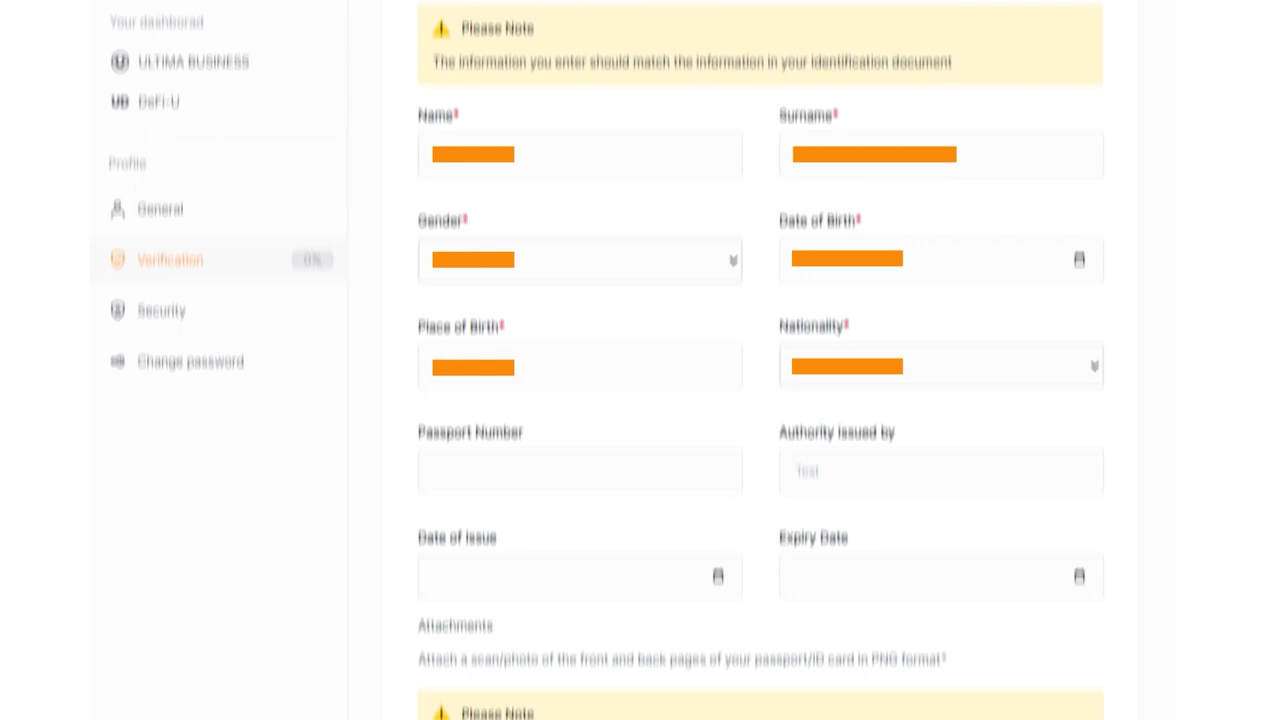 Your dashborad
ULTIMA BUSINESS
UB DeFi-U
Profile
General
Verification 0%
Security
Change password
Please Note
The information you enter should match the information in your identification document
Name*
Surname*
Gender*
Date of Birth*
Place of Birth*
Nationality*
Passport Number
Authority issued by
Text
Date of issue
Expiry Date
Attachments
Attach a scan/photo of the front and back pages of your passport/ID card in PNG format*
Please Note